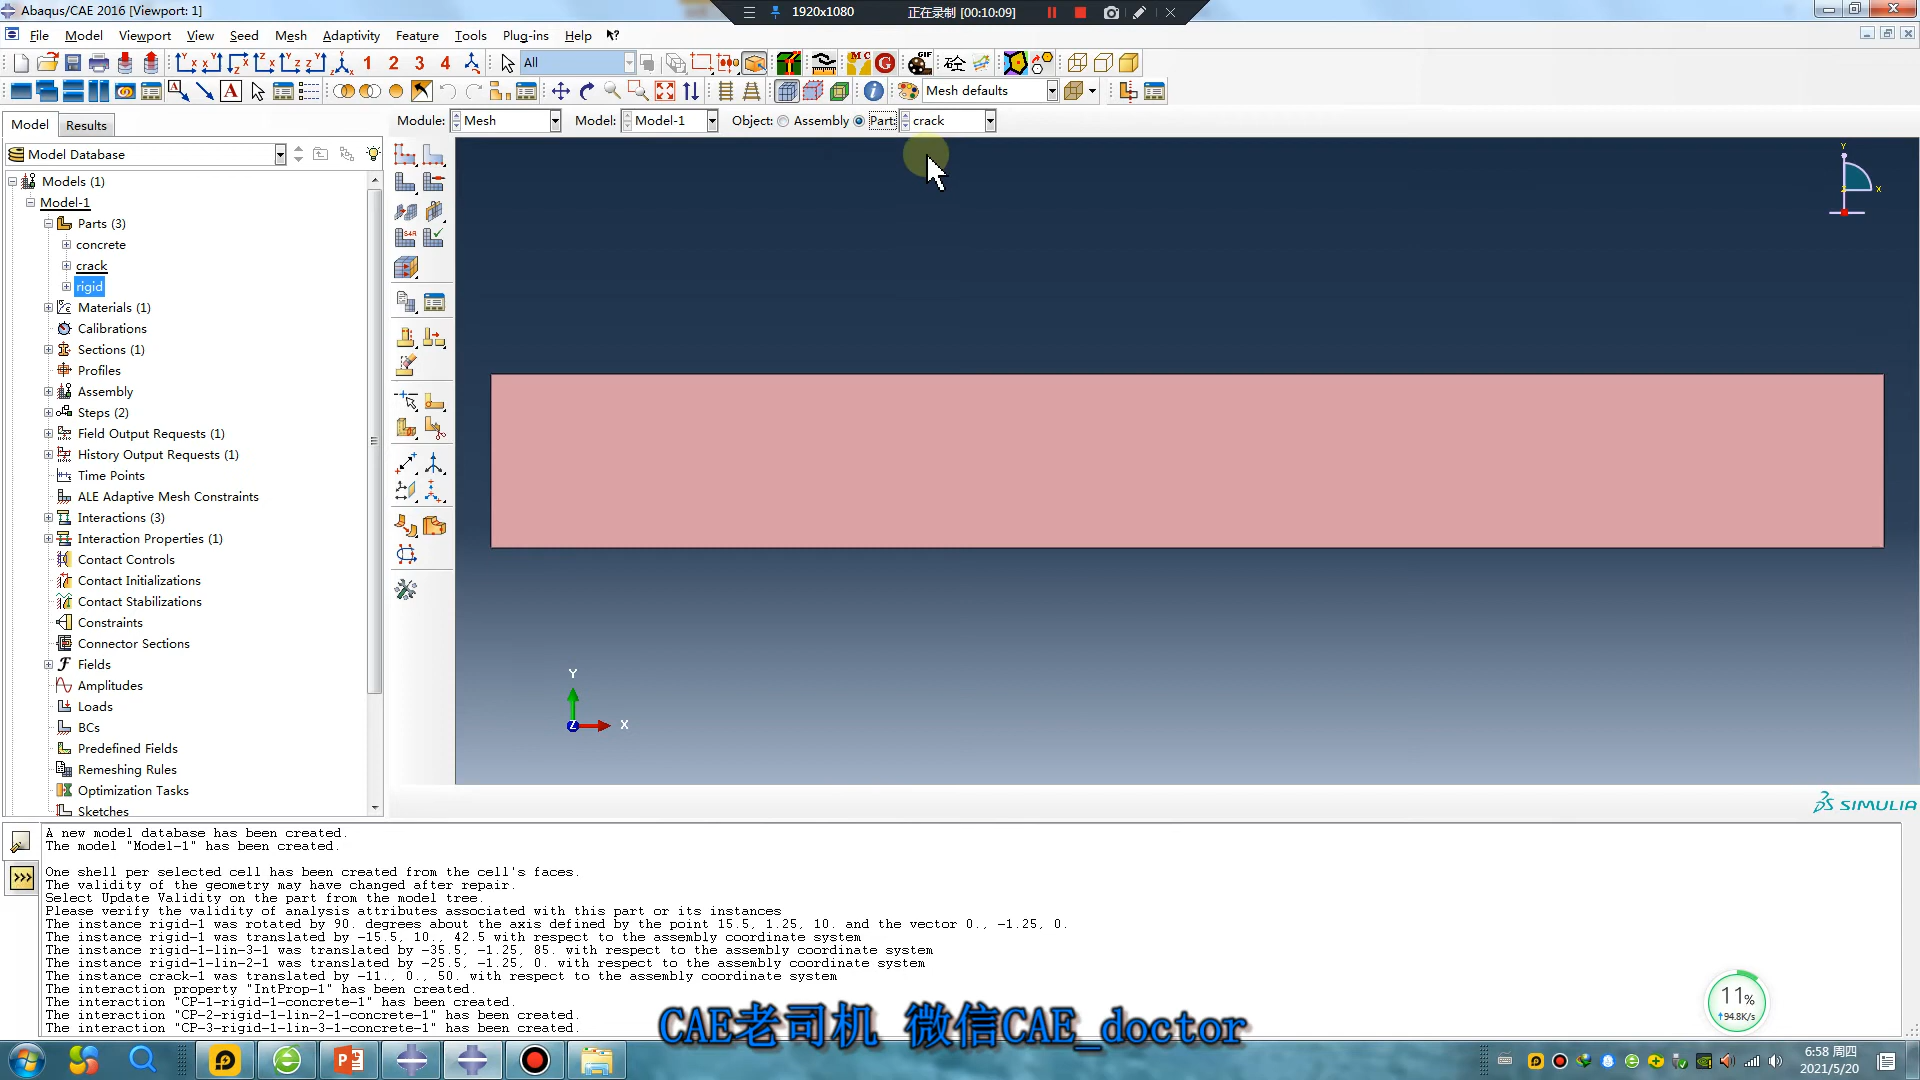 Abaqus/CAE 2016 [Viewport: 1]
1920x1080
正在录制 [00:10:09]
File Model Viewport View Seed Mesh Adaptivity Feature Tools Plug-ins Help
1 2 3 4
All
Mesh defaults
Model Results
Module: Mesh Model: Model-1 Object: Assembly Part: crack
Model Database
Models (1)
Model-1
Parts (3)
concrete
crack
rigid
Materials (1)
Calibrations
Sections (1)
Profiles
Assembly
Steps (2)
Field Output Requests (1)
History Output Requests (1)
Time Points
ALE Adaptive Mesh Constraints
Interactions (3)
Interaction Properties (1)
Contact Controls
Contact Initializations
Contact Stabilizations
Constraints
Connector Sections
Fields
Amplitudes
Loads
BCs
Predefined Fields
Remeshing Rules
Optimization Tasks
Sketches
Y
X
Y
X
Z
SIMULIA
A new model database has been created.
The model "Model-1" has been created.
One shell per selected cell has been created from the cell's faces.
The validity of the geometry may have changed after repair.
Select Update Validity on the part from the model tree.
Please verify the validity of analysis attributes associated with this part or its instances
The instance rigid-1 was rotated by 90. degrees about the axis defined by the point 15.5, 1.25, 10. and the vector 0., -1.25, 0.
The instance rigid-1 was translated by -15.5, 10., 42.5 with respect to the assembly coordinate system
The instance rigid-1-lin-3-1 was translated by -35.5, -1.25, 85. with respect to the assembly coordinate system
The instance rigid-1-lin-2-1 was translated by -25.5, -1.25, 0. with respect to the assembly coordinate system
The instance crack-1 was translated by -11., 0., 50. with respect to the assembly coordinate system
The interaction property "IntProp-1" has been created.
The interaction "CP-1-rigid-1-concrete-1" has been created.
The interaction "CP-2-rigid-1-lin-2-1-concrete-1" has been created.
The interaction "CP-3-rigid-1-lin-3-1-concrete-1" has been created.
11%
↑94.8K/s
CAE老司机 微信CAE_doctor
6:58 周四
2021/5/20